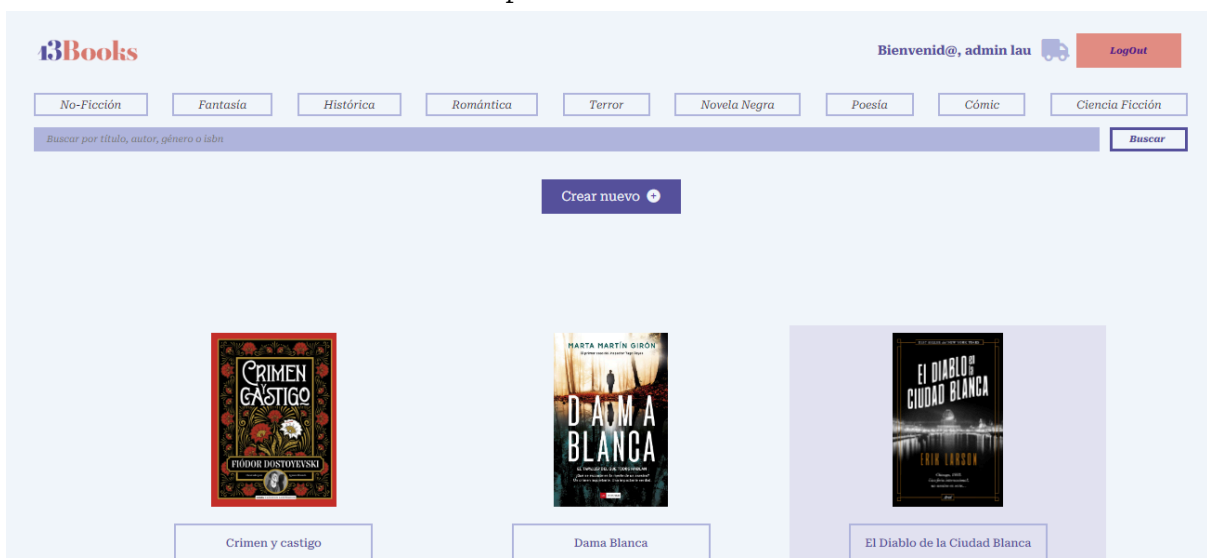 13Books
Bienvenid@, admin lau
LogOut
No-Ficción
Fantasía
Histórica
Romántica
Terror
Novela Negra
Poesía
Cómic
Ciencia Ficción
Buscar por título, autor, género o isbn
Buscar
Crear nuevo
CRIMEN
Y
CASTIGO
FIÓDOR DOSTOYEVSKI
MARTA MARTÍN GIRÓN
DAMA
BLANCA
EL DIABLO EN LA
CIUDAD BLANCA
ERIK LARSON
Crimen y castigo
Dama Blanca
El Diablo de la Ciudad Blanca